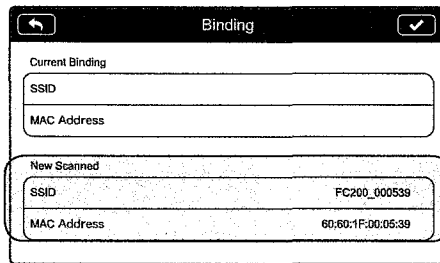 Binding
Current Binding
SSID
MAC Address
New Scanned
SSID FC200_000539
MAC Address 60:60:1F:00:05:39